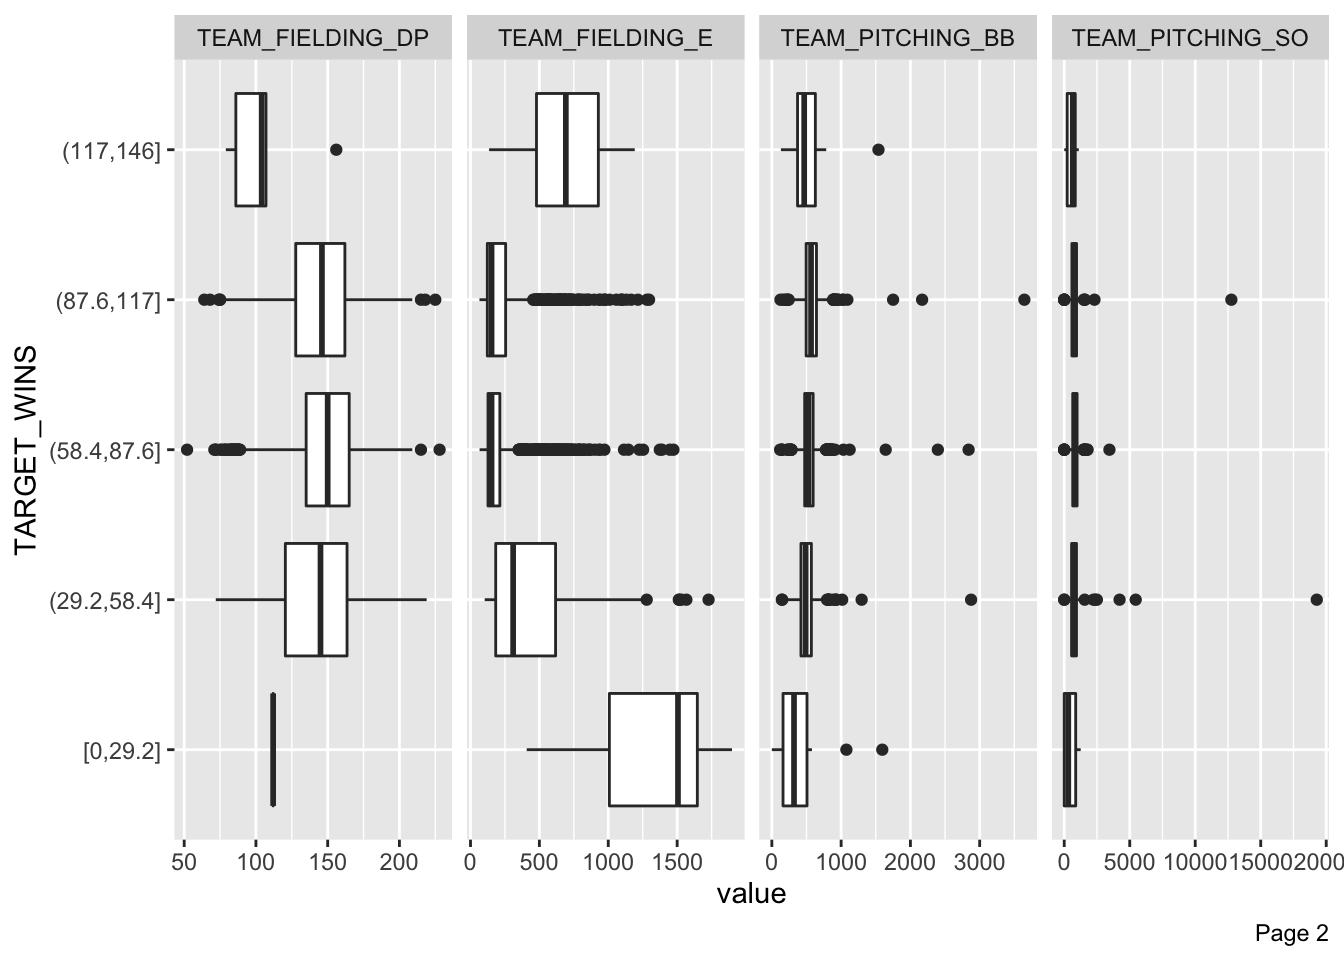 TEAM_FIELDING_DP TEAM_FIELDING_E TEAM_PITCHING_BB TEAM_PITCHING_SO
(117,146]
(87.6,117]
(58.4,87.6]
(29.2,58.4]
[0,29.2]
TARGET_WINS
50 100 150 200 0 500 1000 1500 0 1000 2000 3000 0 5000 10000 15000 2000
value
Page 2